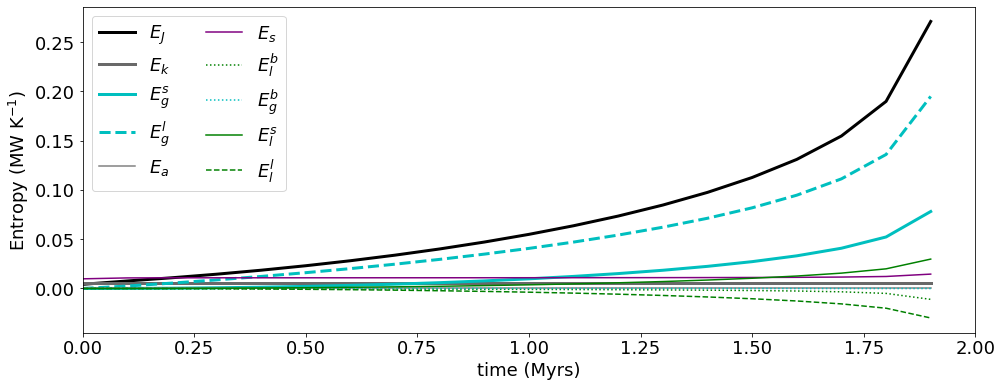 Entropy (MW K⁻¹)
0.25
0.20
0.15
0.10
0.05
0.00
E_J
E_k
E_g^s
E_g^l
E_a
E_s
E_l^b
E_g^b
E_l^s
E_l^l
0.00 0.25 0.50 0.75 1.00 1.25 1.50 1.75 2.00
time (Myrs)